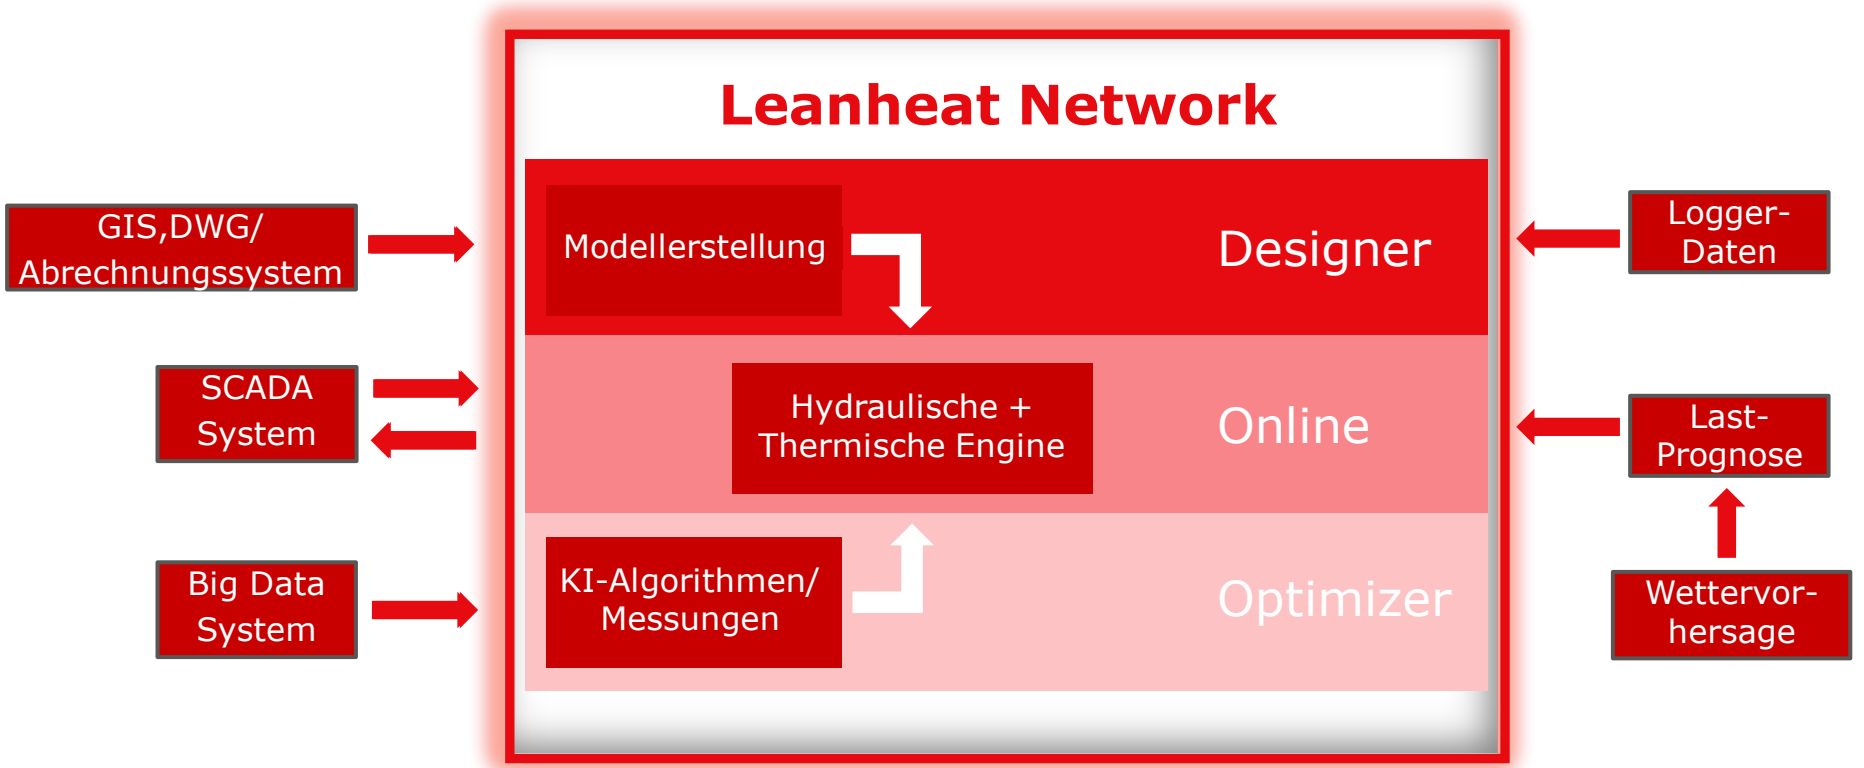 Leanheat Network
GIS,DWG/
Abrechnungssystem
SCADA
System
Big Data
System
Modellerstellung
Designer
Hydraulische +
Thermische Engine
Online
KI-Algorithmen/
Messungen
Optimizer
Logger-
Daten
Last-
Prognose
Wettervor-
hersage